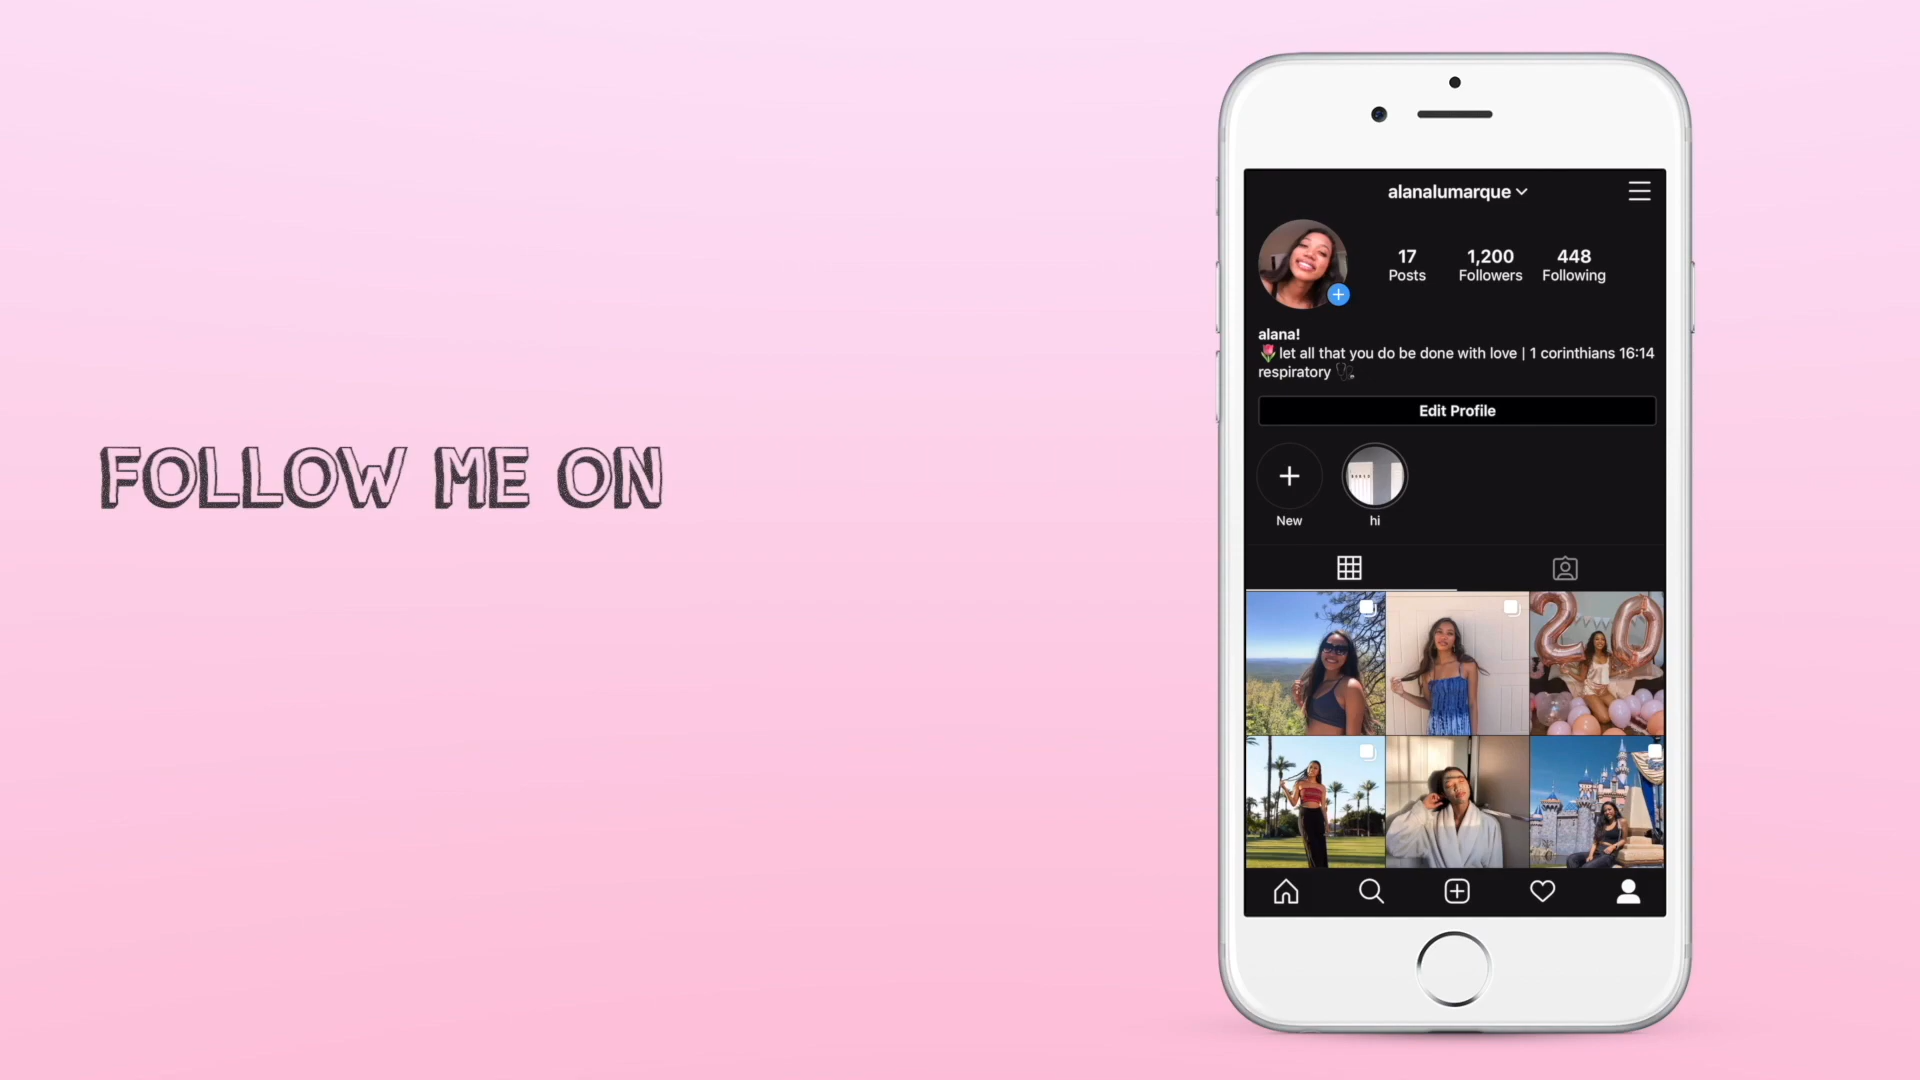 FOLLOW ME ON
alanalumarque
17
Posts
1,200
Followers
448
Following
alana!
🌷let all that you do be done with love | 1 corinthians 16:14
respiratory 🩺
Edit Profile
New
hi
20